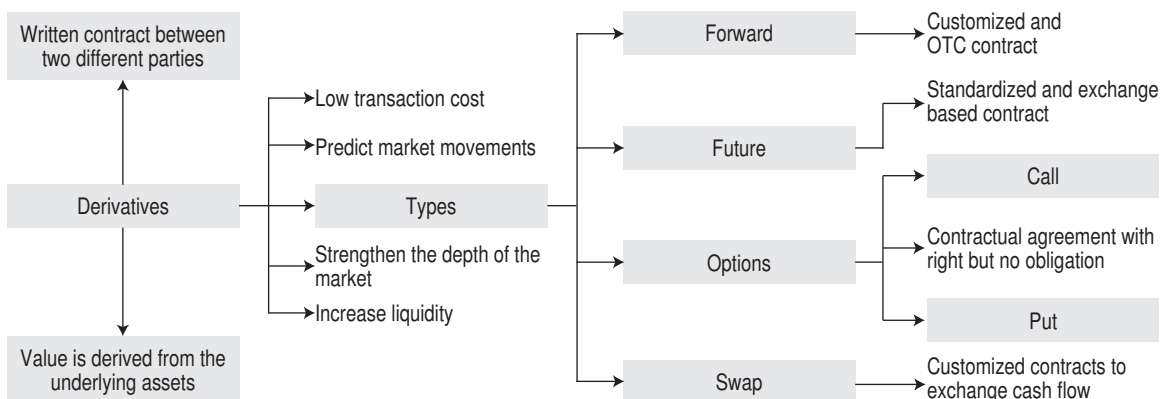 Written contract between
two different parties
Derivatives
Value is derived from the
underlying assets
Low transaction cost
Predict market movements
Types
Strengthen the depth of the
market
Increase liquidity
Forward
Customized and
OTC contract
Future
Standardized and exchange
based contract
Options
Call
Contractual agreement with
right but no obligation
Put
Swap
Customized contracts to
exchange cash flow